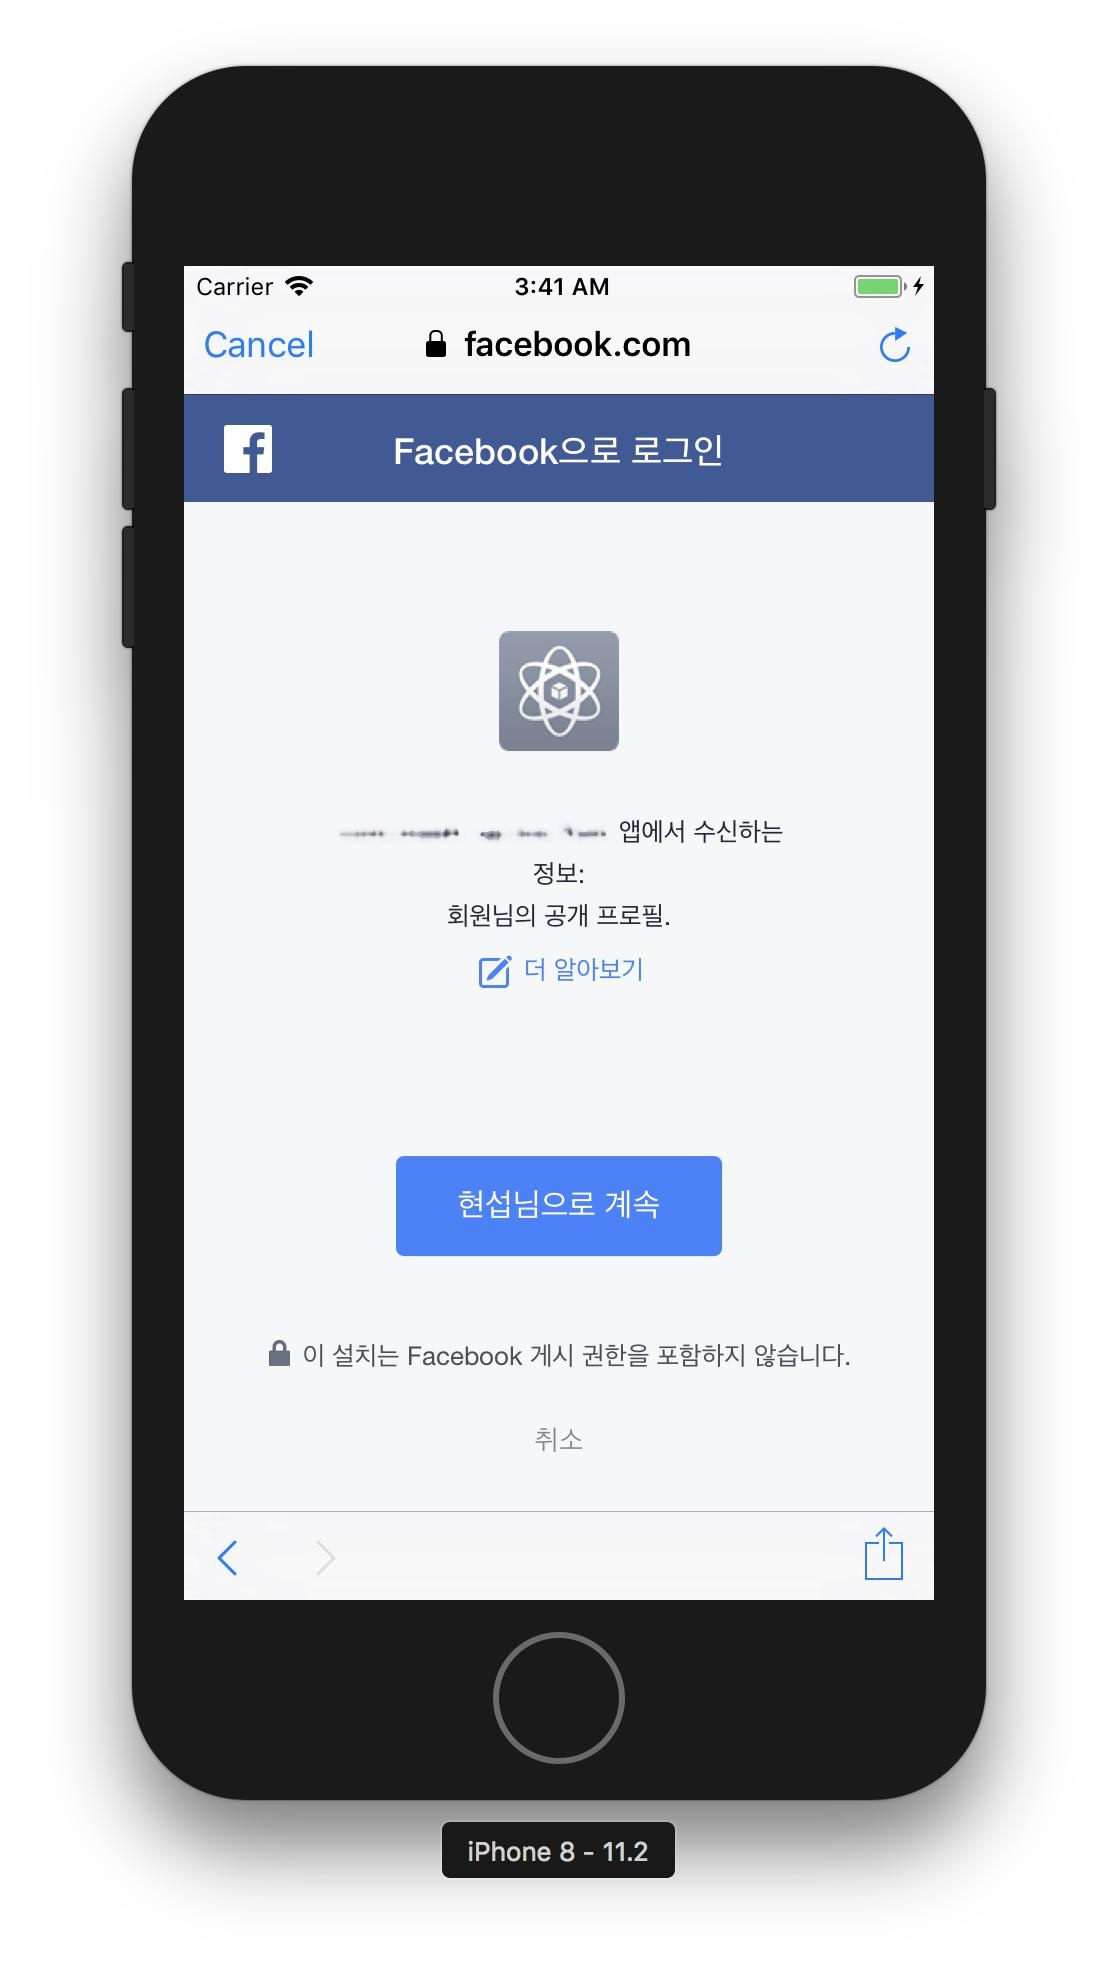 Carrier 3:41 AM
Cancel facebook.com
Facebook으로 로그인
앱에서 수신하는
정보:
회원님의 공개 프로필.
더 알아보기
현섭님으로 계속
이 설치는 Facebook 게시 권한을 포함하지 않습니다.
취소
iPhone 8 - 11.2